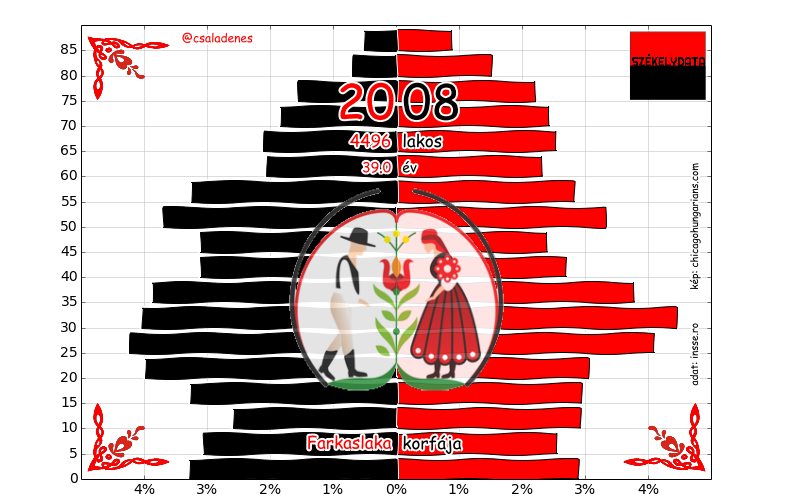 @csaladenes
SZÉKELYDATA
2008
4496 lakos
39.0 év
kép: chicagohungarians.com
adat: insse.ro
Farkaslaka korfája
85
80
75
70
65
60
55
50
45
40
35
30
25
20
15
10
5
0
4% 3% 2% 1% 0% 1% 2% 3% 4%